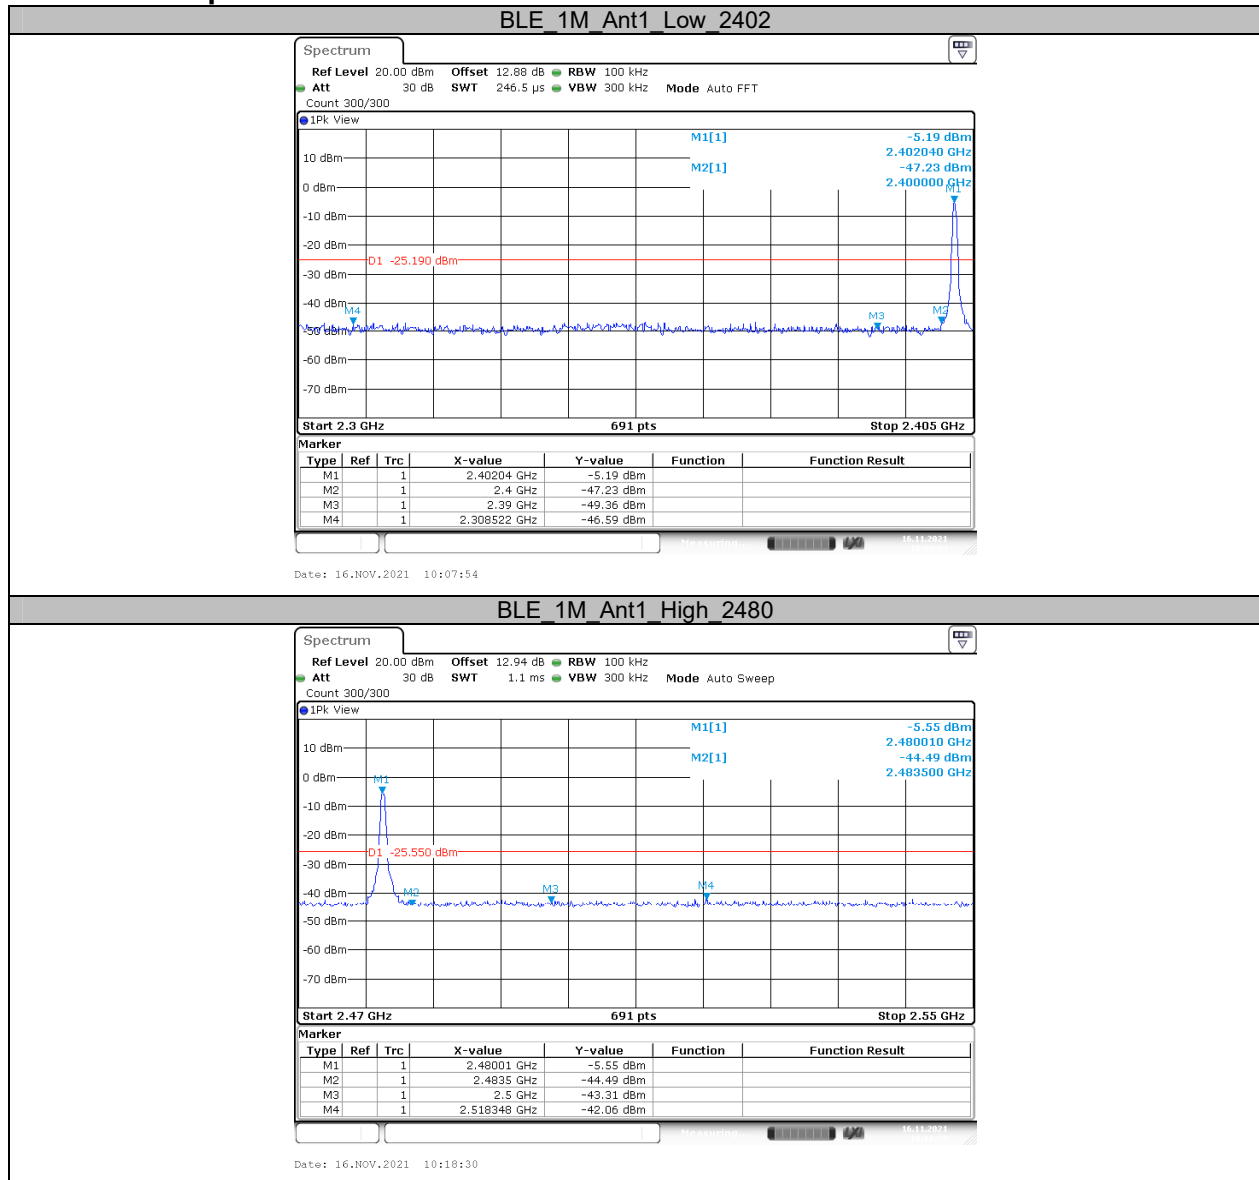 BLE_1M_Ant1_Low_2402
Spectrum
Ref Level 20.00 dBm Offset 12.88 dB RBW 100 kHz
Att 30 dB SWT 246.5 µs VBW 300 kHz Mode Auto FFT
Count 300/300
1Pk View
M1[1] -5.19 dBm
2.402040 GHz
M2[1] -47.23 dBm
2.400000 GHz
10 dBm
0 dBm
M1
-10 dBm
-20 dBm
D1 -25.190 dBm
-30 dBm
-40 dBm
M4 M3 M2
-50 dBm
-60 dBm
-70 dBm
Start 2.3 GHz 691 pts Stop 2.405 GHz
Marker
Type Ref Trc X-value Y-value Function Function Result
M1 1 2.40204 GHz -5.19 dBm
M2 1 2.4 GHz -47.23 dBm
M3 1 2.39 GHz -49.36 dBm
M4 1 2.308522 GHz -46.59 dBm
Measuring... 16.11.2021
Date: 16.NOV.2021 10:07:54
BLE_1M_Ant1_High_2480
Spectrum
Ref Level 20.00 dBm Offset 12.94 dB RBW 100 kHz
Att 30 dB SWT 1.1 ms VBW 300 kHz Mode Auto Sweep
Count 300/300
1Pk View
M1[1] -5.55 dBm
2.480010 GHz
M2[1] -44.49 dBm
2.483500 GHz
10 dBm
0 dBm
M1
-10 dBm
-20 dBm
D1 -25.550 dBm
-30 dBm
-40 dBm
M2 M3 M4
-50 dBm
-60 dBm
-70 dBm
Start 2.47 GHz 691 pts Stop 2.55 GHz
Marker
Type Ref Trc X-value Y-value Function Function Result
M1 1 2.48001 GHz -5.55 dBm
M2 1 2.4835 GHz -44.49 dBm
M3 1 2.5 GHz -43.31 dBm
M4 1 2.518348 GHz -42.06 dBm
Measuring... 16.11.2021
Date: 16.NOV.2021 10:18:30